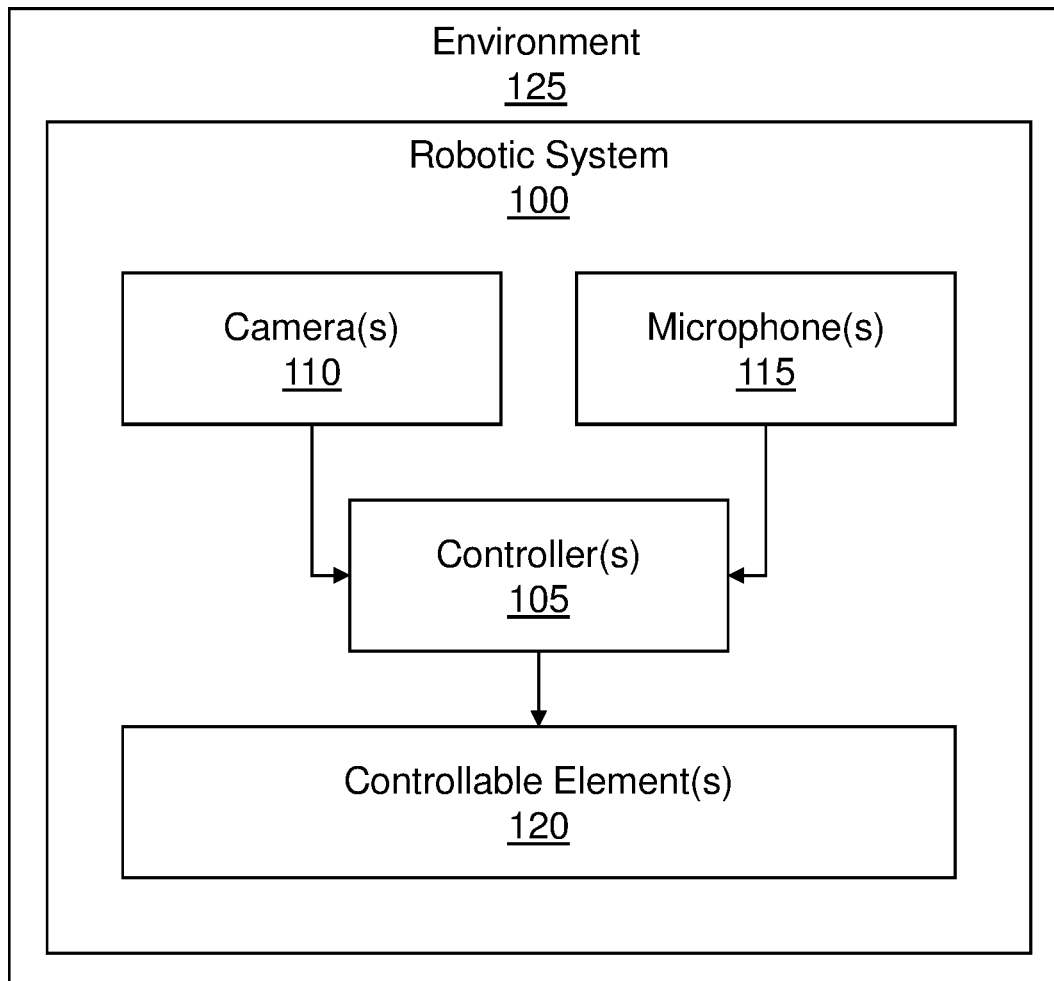 Environment
125
Robotic System
100
Camera(s)
110
Microphone(s)
115
Controller(s)
105
Controllable Element(s)
120